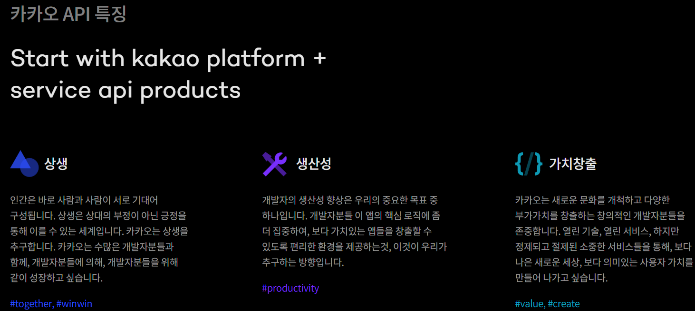 카카오 API 특징
Start with kakao platform +
service api products
상생
인간은 바로 사람과 사람이 서로 기대어
구성됩니다. 상생은 상대의 부정이 아닌 긍정을
통해 이룰 수 있는 세계입니다. 카카오는 상생을
추구합니다. 카카오는 수많은 개발자분들과
함께, 개발자분들에 의해, 개발자분들을 위해
같이 성장하고 싶습니다.
#together, #winwin
생산성
개발자의 생산성 향상은 우리의 중요한 목표 중
하나입니다. 개발자분들이 앱의 핵심 로직에 좀
더 집중하여, 보다 가치있는 앱들을 창출할 수
있도록 편리한 환경을 제공하는것, 이것이 우리가
추구하는 방향입니다.
#productivity
가치창출
카카오는 새로운 문화를 개척하고 다양한
부가가치를 창출하는 창의적인 개발자분들을
존중합니다. 열린 기술, 열린 서비스, 하지만
정제되고 절제된 소중한 서비스들을 통해, 보다
나은 새로운 세상, 보다 의미있는 사용자 가치를
만들어 나가고 싶습니다.
#value, #create